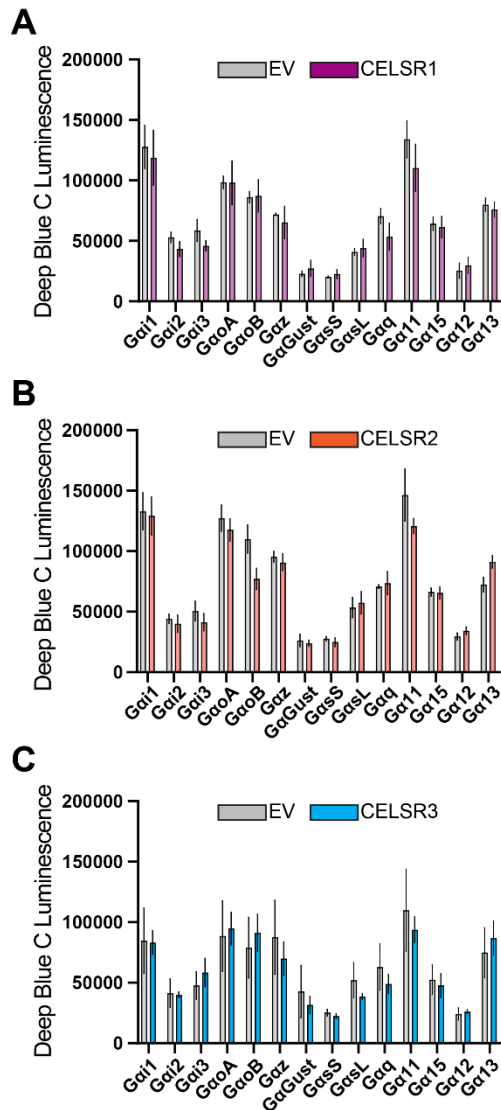 A
EV CELSR1
Deep Blue C Luminescence
200000
150000
100000
50000
0
Gαi1 Gαi2 Gαi3 GαoA GαoB Gαz GαGust GαsS GαsL Gαq Gα11 Gα15 Gα12 Gα13
B
EV CELSR2
Deep Blue C Luminescence
200000
150000
100000
50000
0
Gαi1 Gαi2 Gαi3 GαoA GαoB Gαz GαGust GαsS GαsL Gαq Gα11 Gα15 Gα12 Gα13
C
EV CELSR3
Deep Blue C Luminescence
200000
150000
100000
50000
0
Gαi1 Gαi2 Gαi3 GαoA GαoB Gαz GαGust GαsS GαsL Gαq Gα11 Gα15 Gα12 Gα13